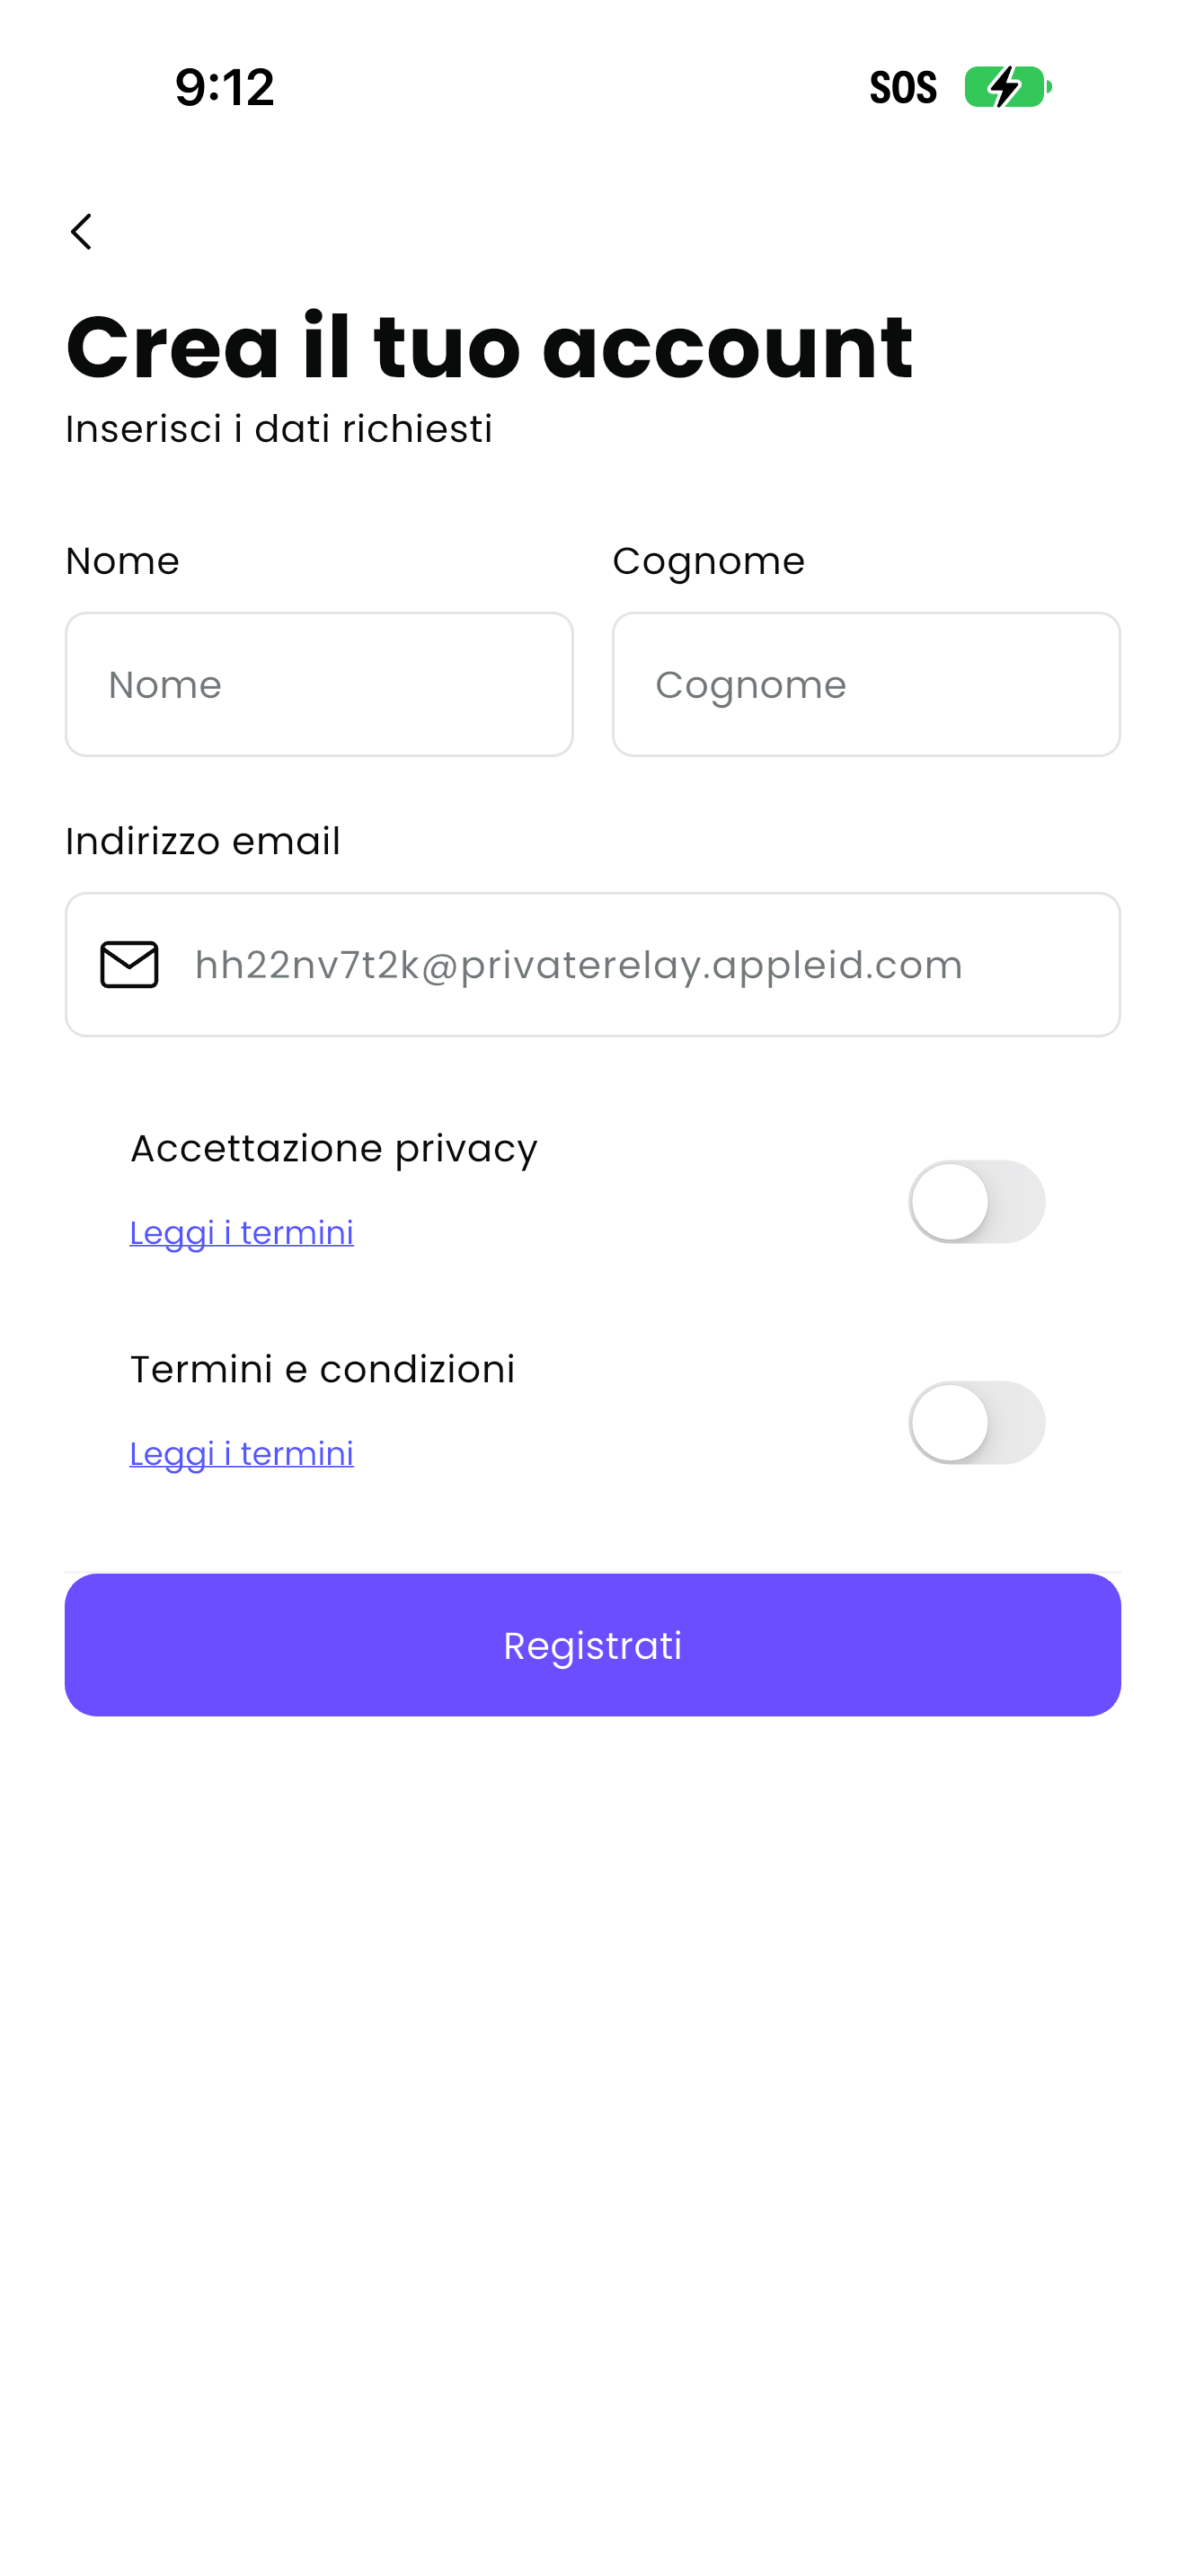 9:12 SOS
Crea il tuo account
Inserisci i dati richiesti
Nome Cognome
Nome Cognome
Indirizzo email
hh22nv7t2k@privaterelay.appleid.com
Accettazione privacy
Leggi i termini
Termini e condizioni
Leggi i termini
Registrati